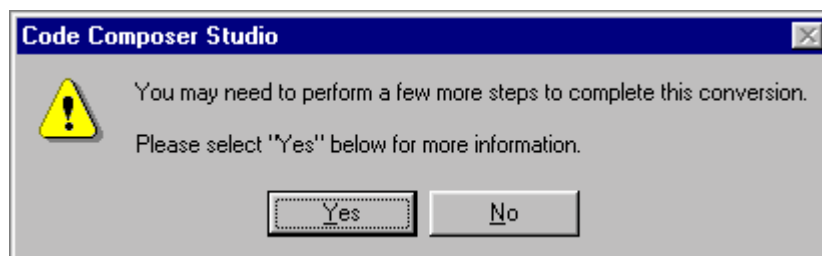 Code Composer Studio
You may need to perform a few more steps to complete this conversion.
Please select "Yes" below for more information.
Yes No